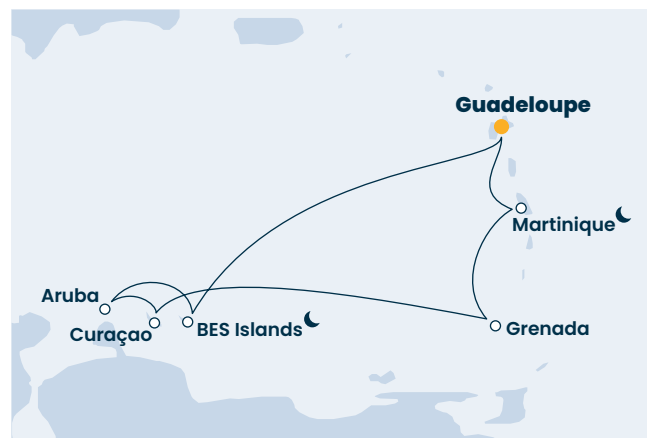 Guadeloupe
Martinique
Aruba
Curaçao
BES Islands
Grenada